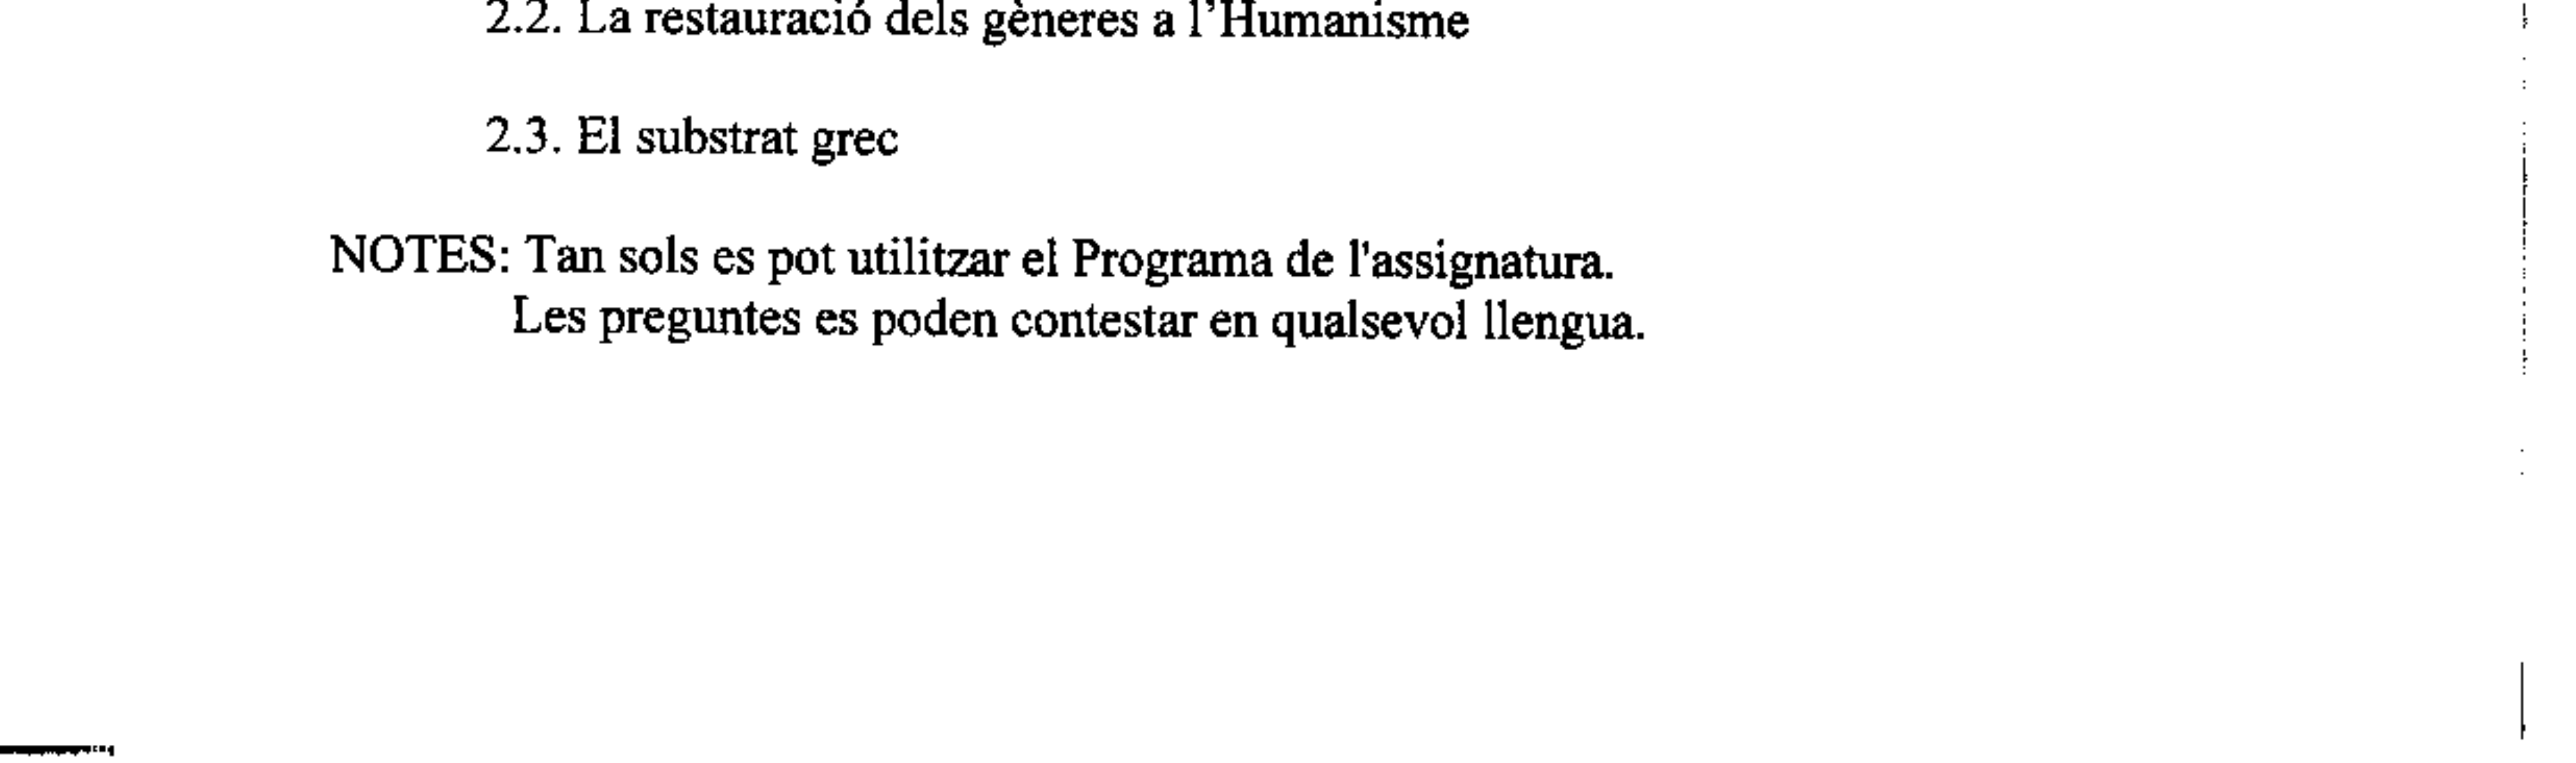 2.2. La restauració dels gèneres a l’Humanisme
2.3. El substrat grec
NOTES: Tan sols es pot utilitzar el Programa de l'assignatura.
Les preguntes es poden contestar en qualsevol llengua.